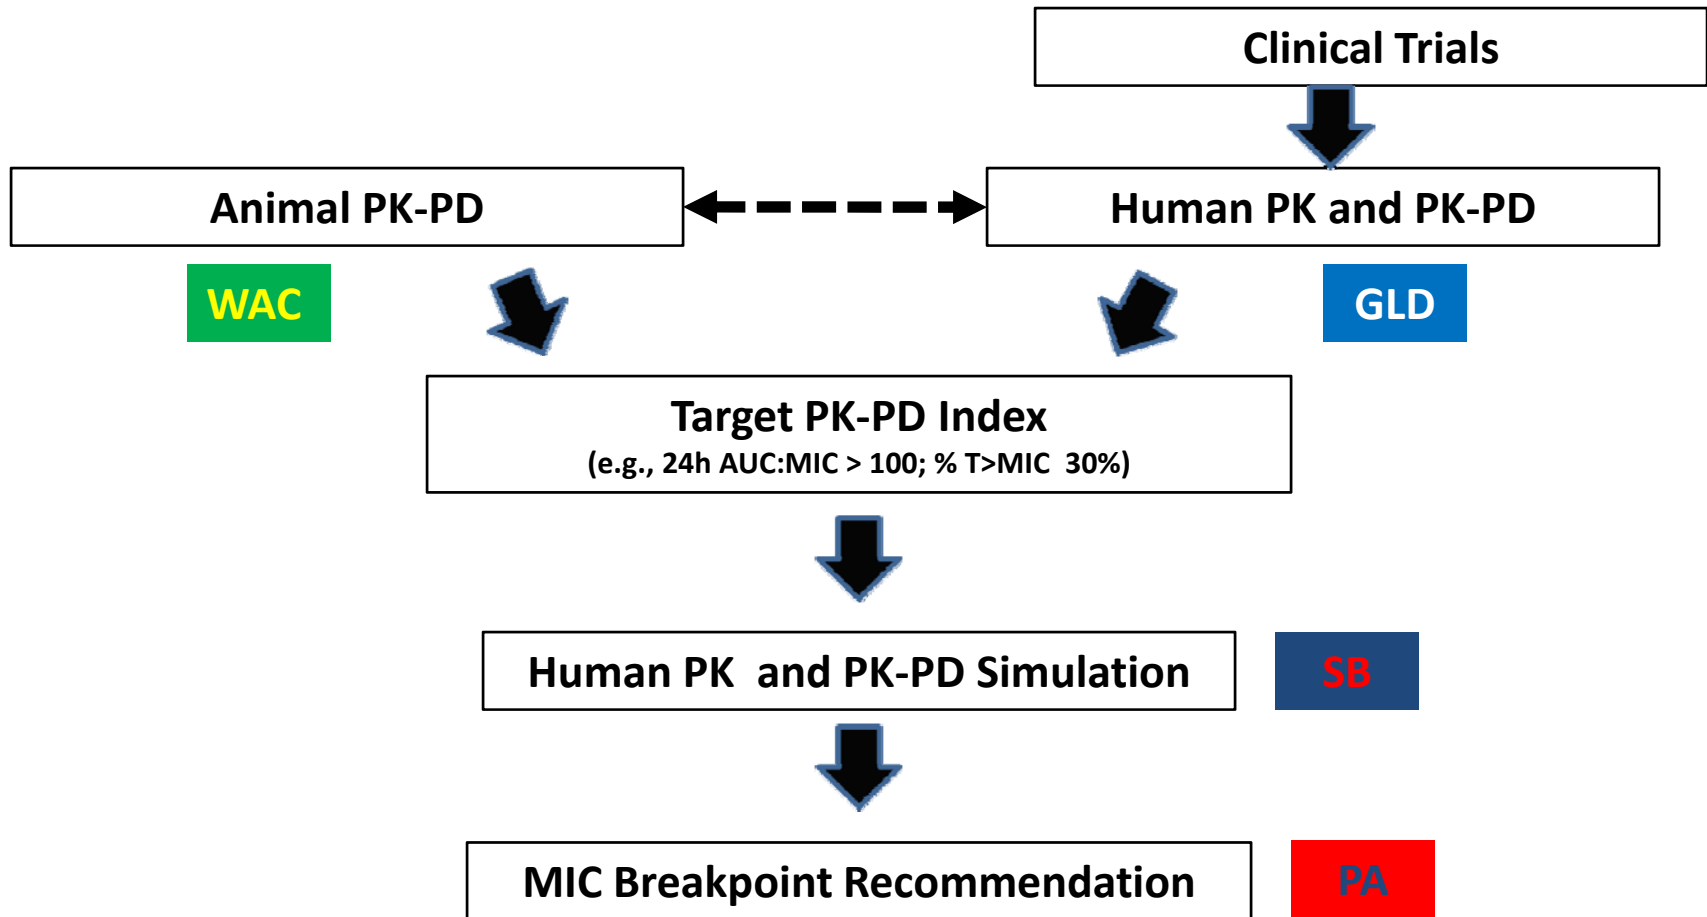 Clinical Trials
Animal PK-PD
Human PK and PK-PD
WAC
GLD
Target PK-PD Index
(e.g., 24h AUC:MIC > 100; % T>MIC 30%)
Human PK and PK-PD Simulation
SB
MIC Breakpoint Recommendation
PA